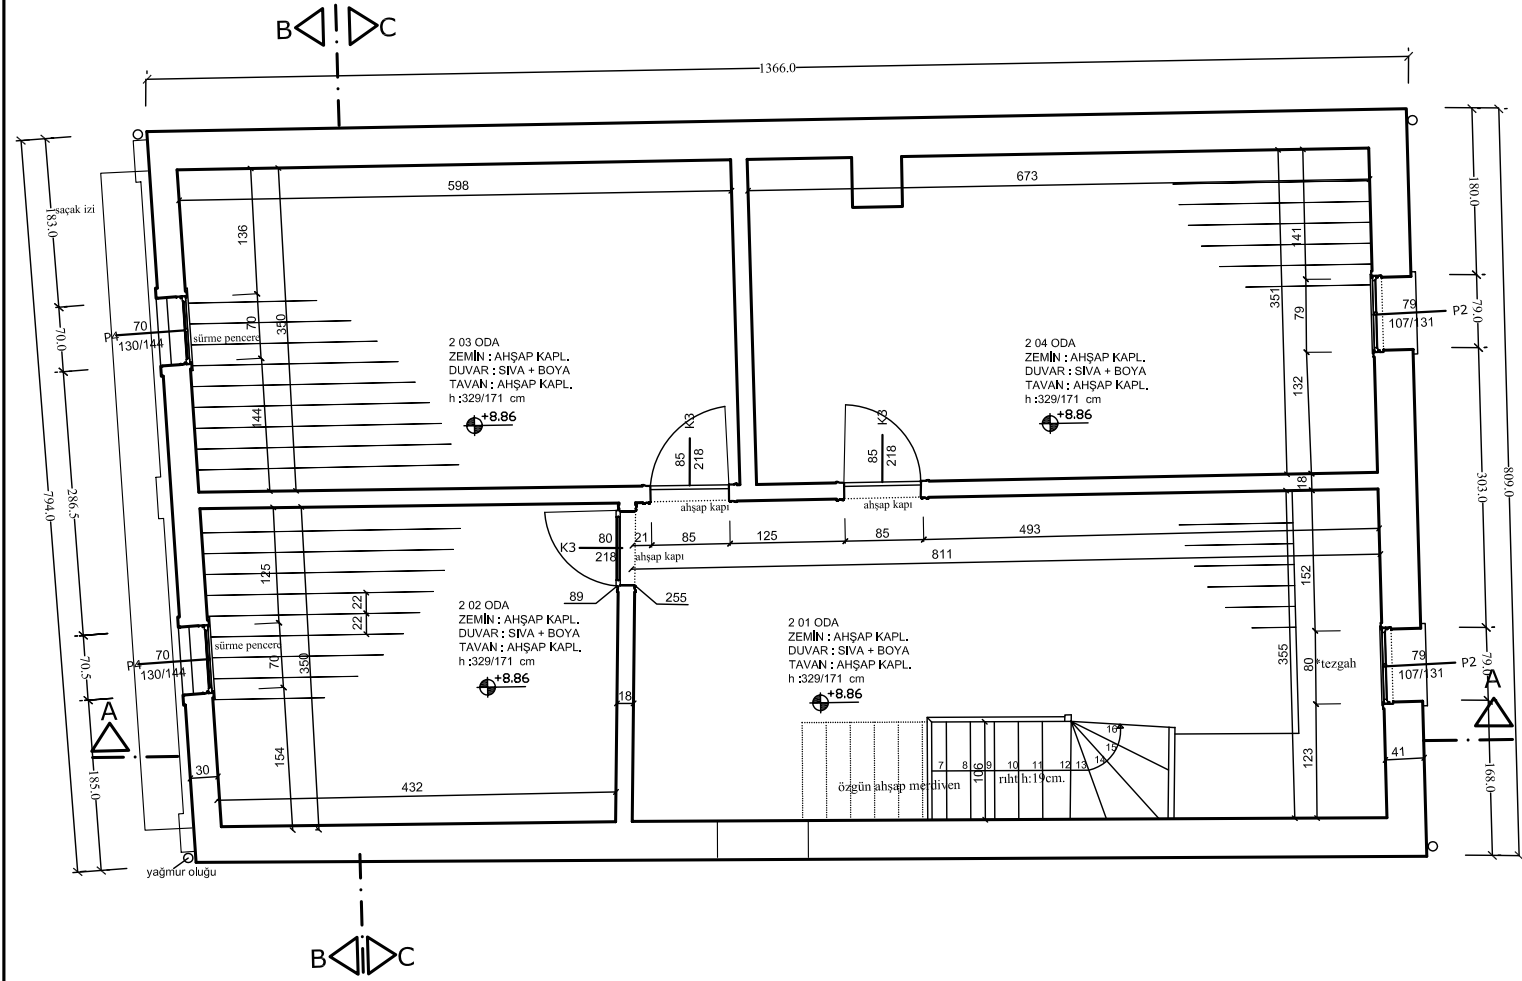 B C
1366.0
598
673
saçak izi
183.0
136
141
180.0
351
350
70
P4
130/144
70.0
70
sürme pencere
79
79
107/131
P2
79.0
2 03 ODA
ZEMİN : AHŞAP KAPL.
DUVAR : SIVA + BOYA
TAVAN : AHŞAP KAPL.
h :329/171 cm
+8.86
2 04 ODA
ZEMİN : AHŞAP KAPL.
DUVAR : SIVA + BOYA
TAVAN : AHŞAP KAPL.
h :329/171 cm
+8.86
144
132
K3
85
218
K3
85
218
794.0
286.5
303.0
809.0
18
ahşap kapı
ahşap kapı
K3
80
218
21
85
125
85
493
ahşap kapı
811
125
152
22
22
89
255
2 02 ODA
ZEMİN : AHŞAP KAPL.
DUVAR : SIVA + BOYA
TAVAN : AHŞAP KAPL.
h :329/171 cm
+8.86
2 01 ODA
ZEMİN : AHŞAP KAPL.
DUVAR : SIVA + BOYA
TAVAN : AHŞAP KAPL.
h :329/171 cm
+8.86
70.5
P4
70
130/144
sürme pencere
70
350
18
355
80
*tezgah
79
107/131
P2
79.0
A
A
154
30
185.0
432
106
7 8 9 10 11 12 13 14 15 16
rıht h:19cm.
özgün ahşap merdiven
123
41
168.0
yağmur oluğu
B C